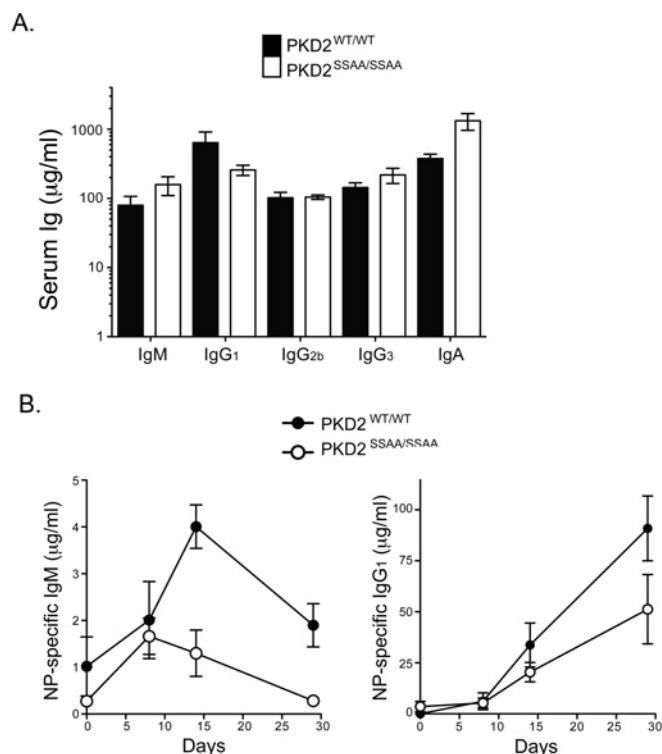 A.
PKD2WT/WT
PKD2SSAA/SSAA
Serum Ig (µg/ml)
1000
100
10
1
IgM IgG1 IgG2b IgG3 IgA
B.
PKD2WT/WT
PKD2SSAA/SSAA
NP-specific IgM (µg/ml)
5
4
3
2
1
0
0 5 10 15 20 25 30
Days
NP-specific IgG1 (µg/ml)
100
75
50
25
0
0 5 10 15 20 25 30
Days